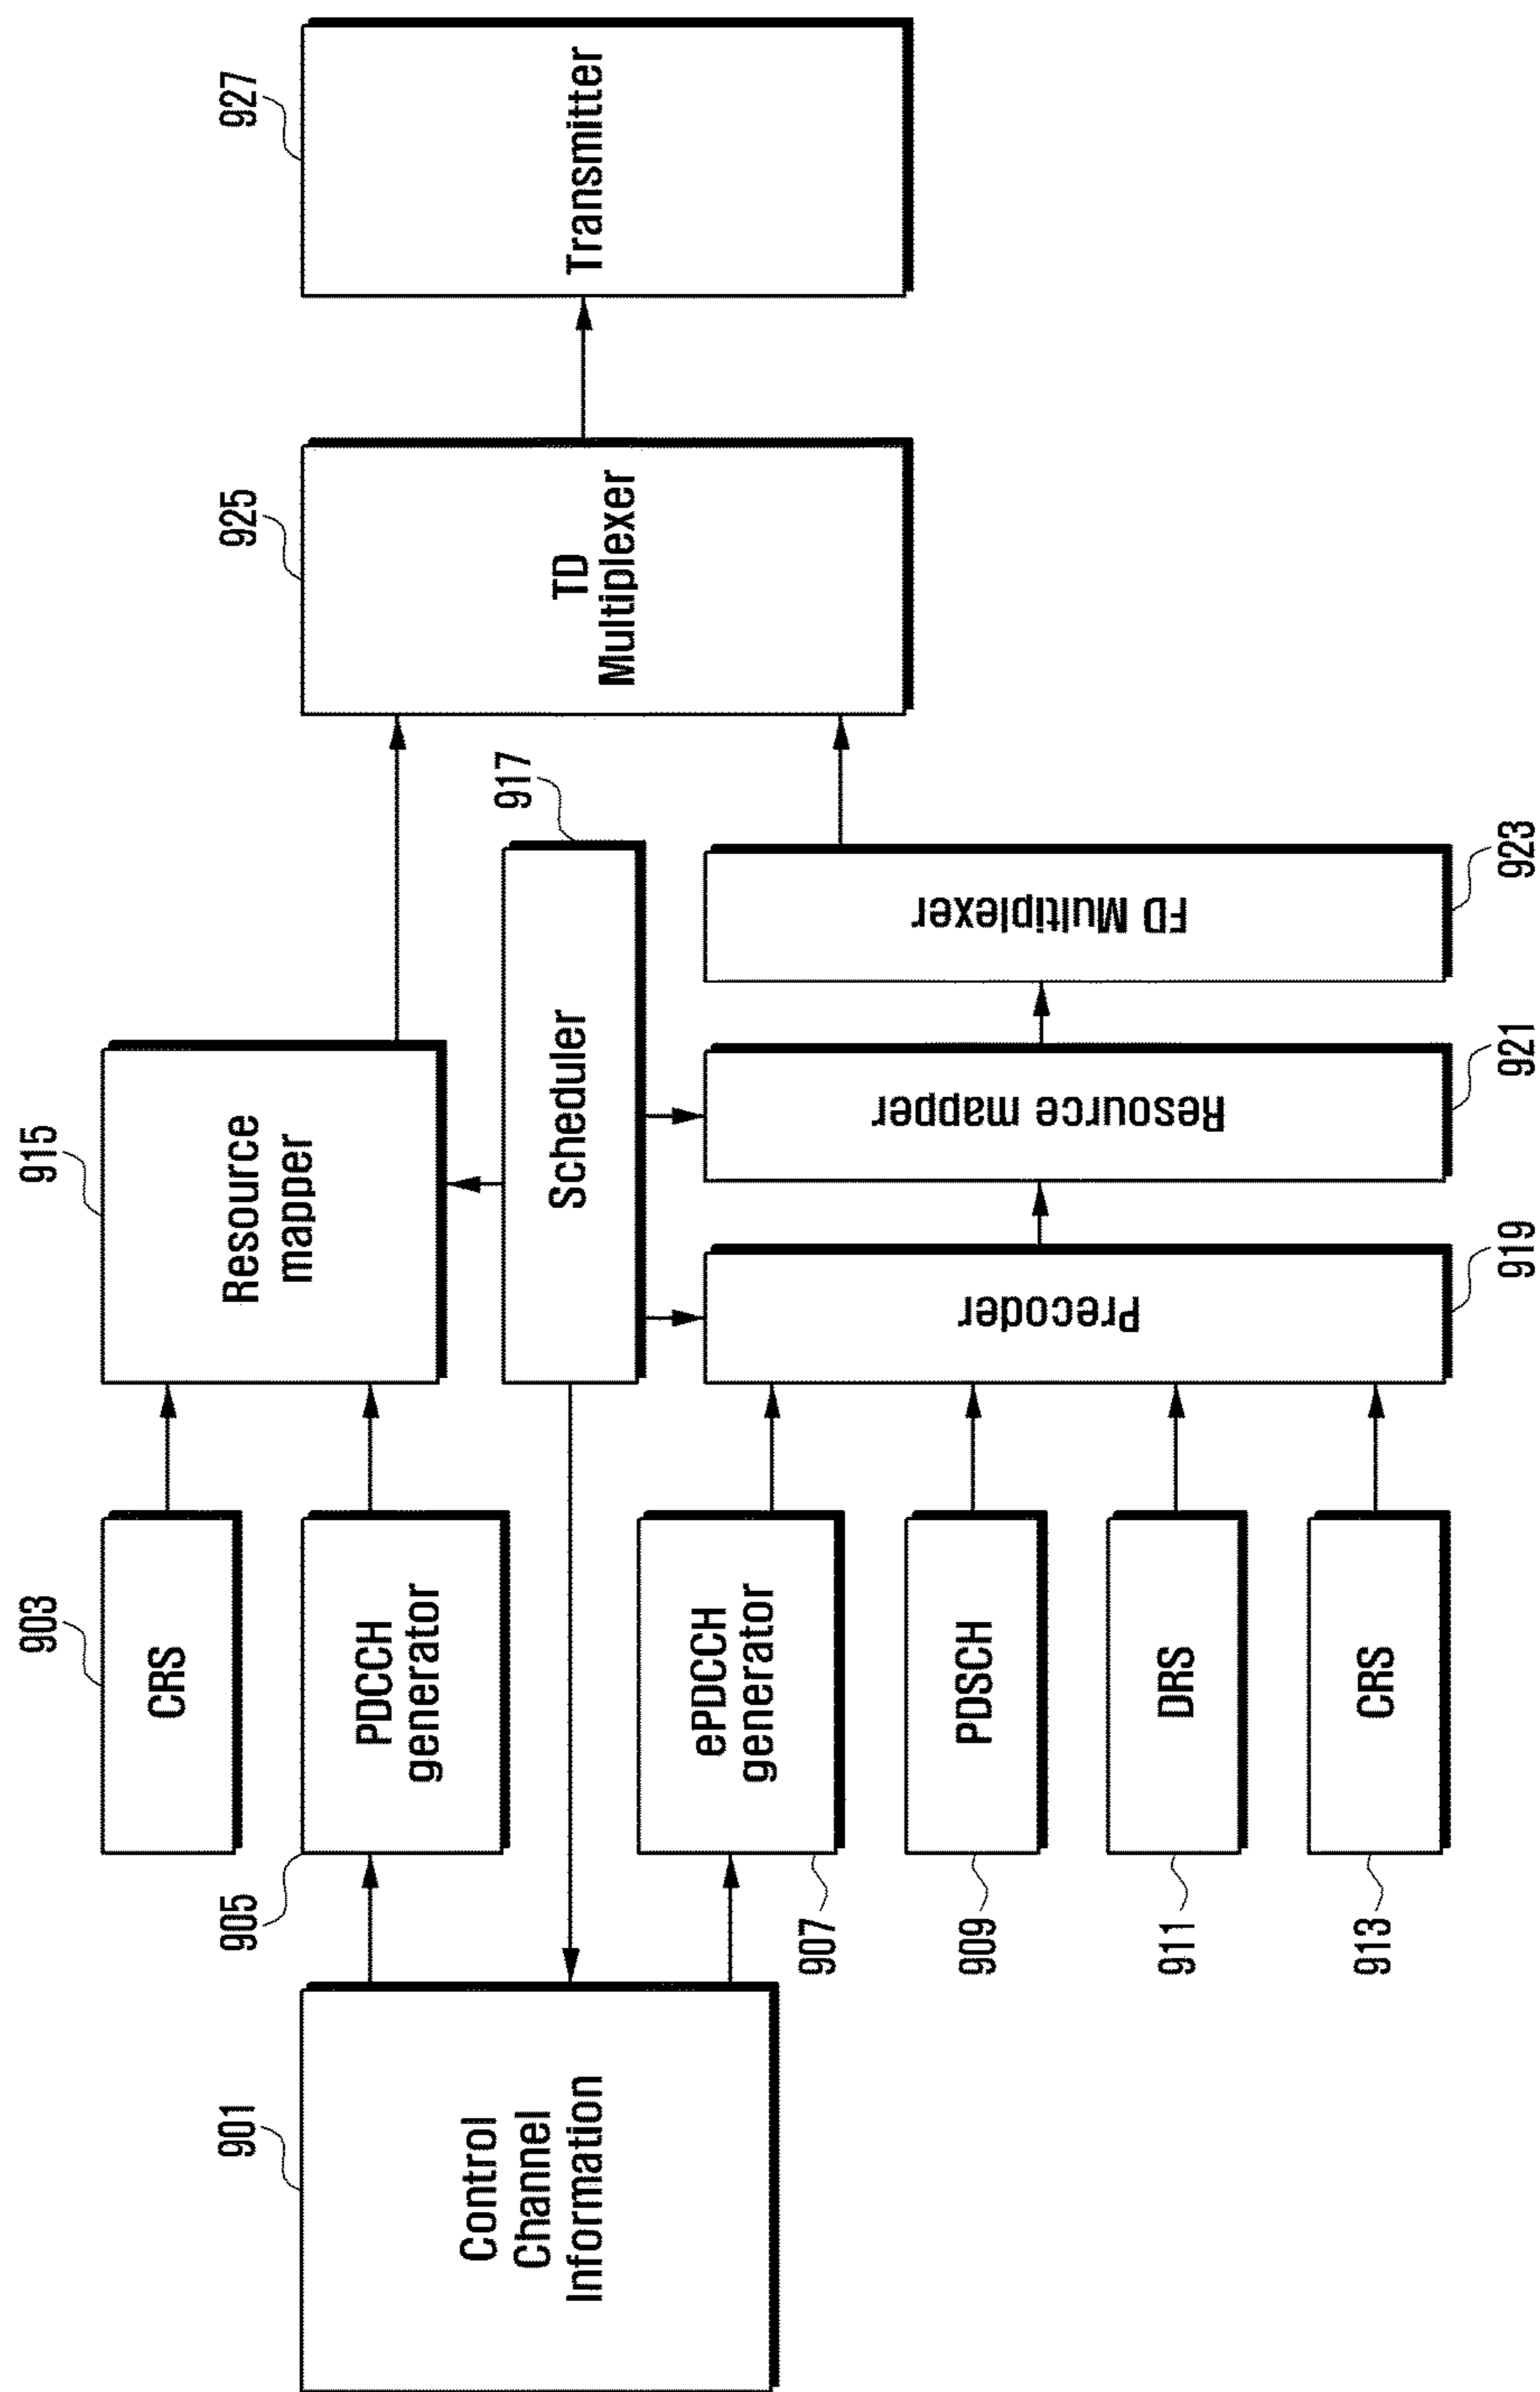 901
Control
Channel
Information
903
CRS
905
PDCCH
generator
907
ePDCCH
generator
909
PDSCH
911
DRS
913
CRS
915
Resource
mapper
917
Scheduler
919
Precoder
921
Resource mapper
923
FD Multiplexer
925
TD
Multiplexer
927
Transmitter